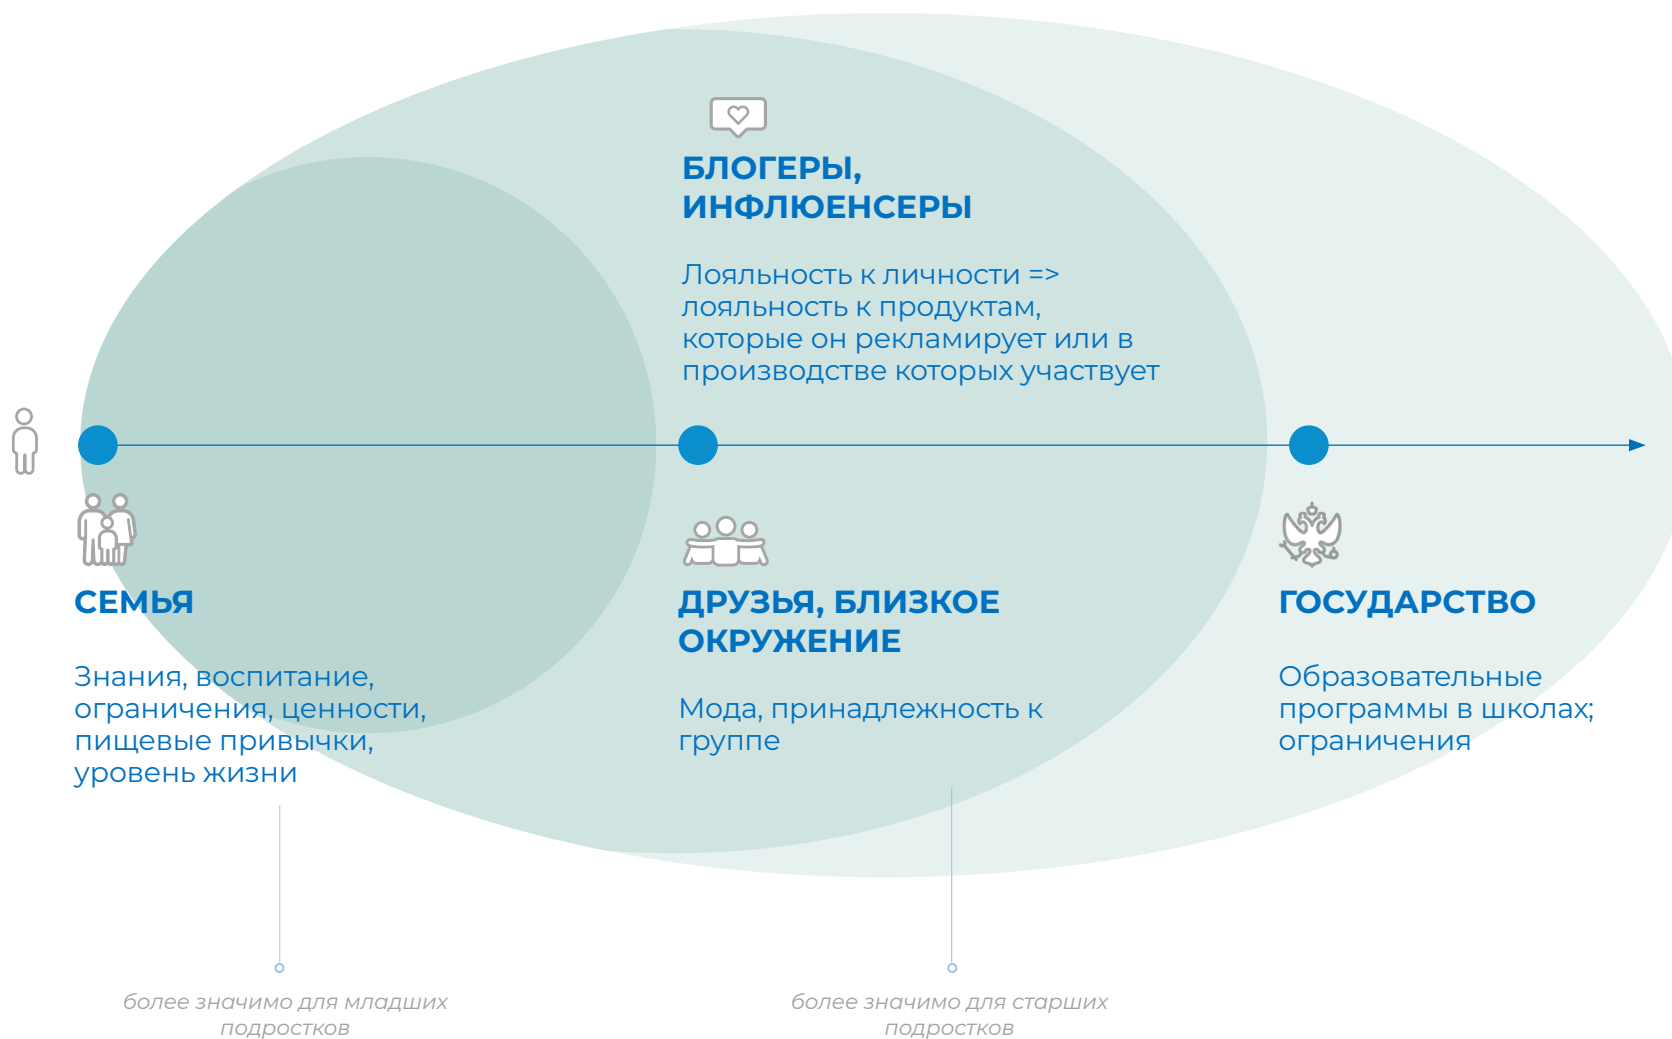 БЛОГЕРЫ,
ИНФЛЮЕНСЕРЫ
Лояльность к личности =>
лояльность к продуктам,
которые он рекламирует или в
производстве которых участвует
СЕМЬЯ
Знания, воспитание,
ограничения, ценности,
пищевые привычки,
уровень жизни
ДРУЗЬЯ, БЛИЗКОЕ
ОКРУЖЕНИЕ
Мода, принадлежность к
группе
ГОСУДАРСТВО
Образовательные
программы в школах;
ограничения
более значимо для младших
подростков
более значимо для старших
подростков